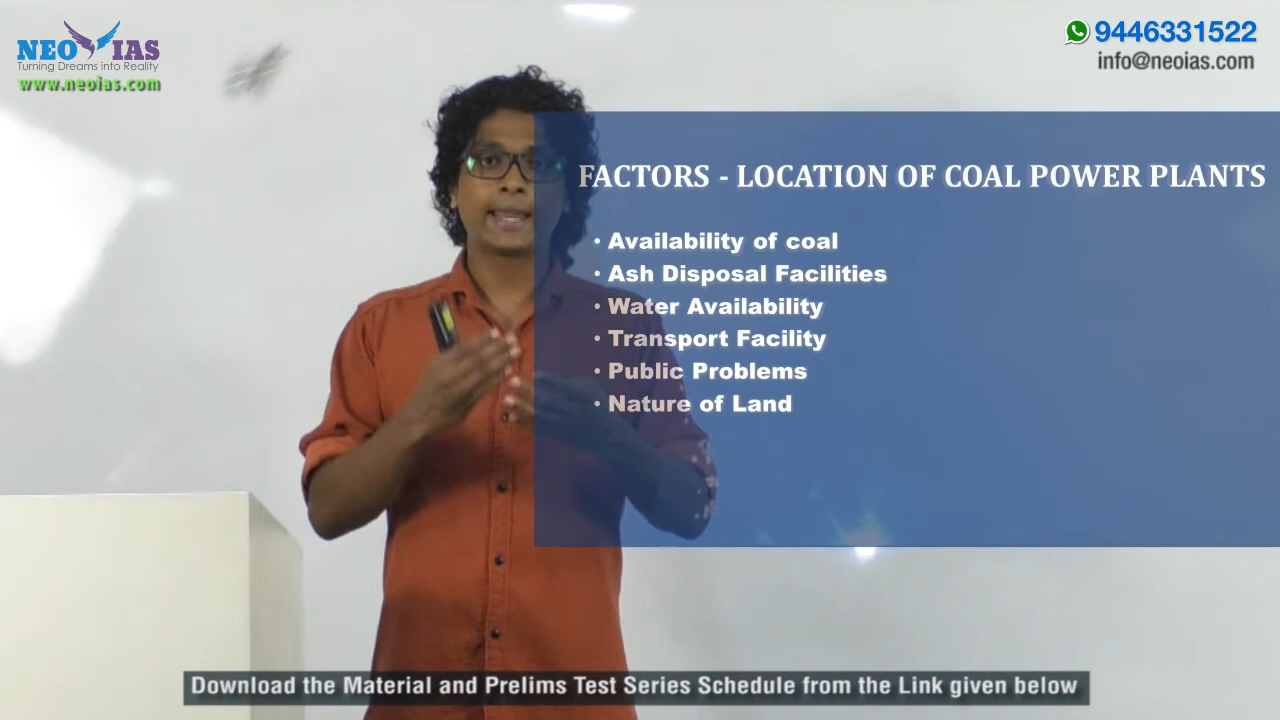 NEO IAS
Turning Dreams into Reality
www.neoias.com
9446331522
info@neoias.com
FACTORS - LOCATION OF COAL POWER PLANTS
• Availability of coal
• Ash Disposal Facilities
• Water Availability
• Transport Facility
• Public Problems
• Nature of Land
Download the Material and Prelims Test Series Schedule from the Link given below